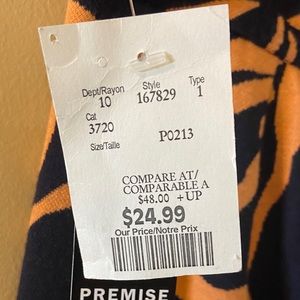 Dept/Rayon Style Type
10 167829 1
Cat
3720 P0213
Size/Taille
COMPARE AT/
COMPARABLE A
$48.00 + UP
$24.99
Our Price/Notre Prix
PREMISE